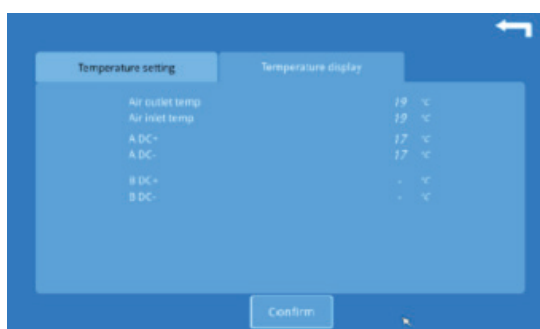 Temperature setting
Temperature display
Air outlet temp 19 ℃
Air inlet temp 19 ℃
A DC+ 17 ℃
A DC- 17 ℃
B DC+ - ℃
B DC- - ℃
Confirm